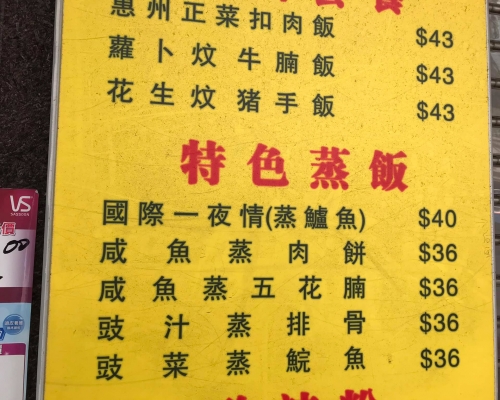 惠州正菜扣肉飯 $43
蘿蔔炆牛腩飯 $43
花生炆豬手飯 $43
特色蒸飯
國際一夜情(蒸鱸魚) $40
咸魚蒸肉餅 $36
咸魚蒸五花腩 $36
豉汁蒸排骨 $36
豉菜蒸鯇魚 $36
VS